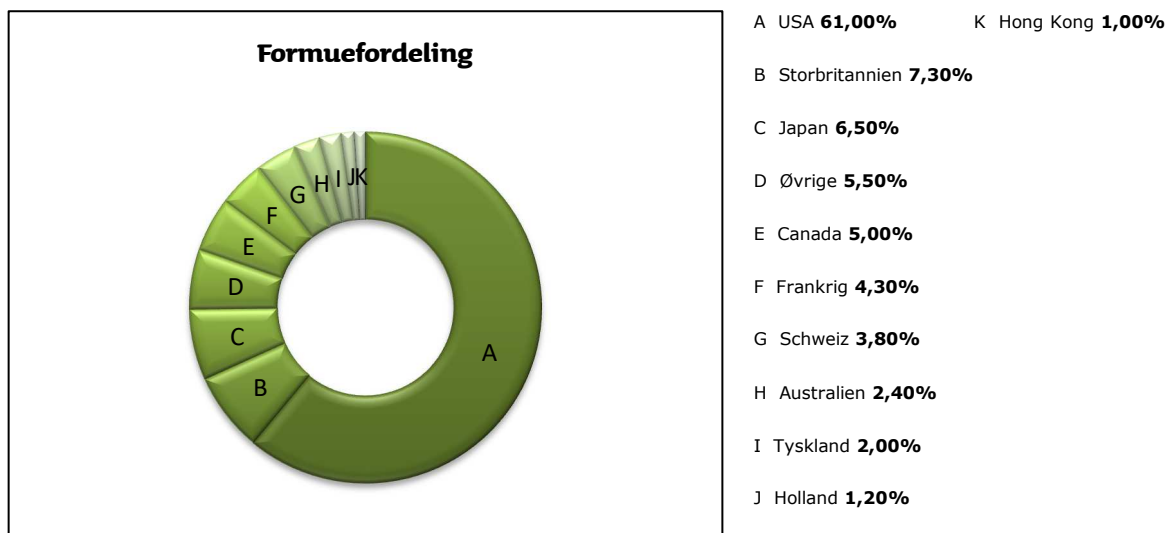 Formuefordeling
A
B
C
D
E
F
G
H
I
J
K
A USA 61,00%
K Hong Kong 1,00%
B Storbritannien 7,30%
C Japan 6,50%
D Øvrige 5,50%
E Canada 5,00%
F Frankrig 4,30%
G Schweiz 3,80%
H Australien 2,40%
I Tyskland 2,00%
J Holland 1,20%